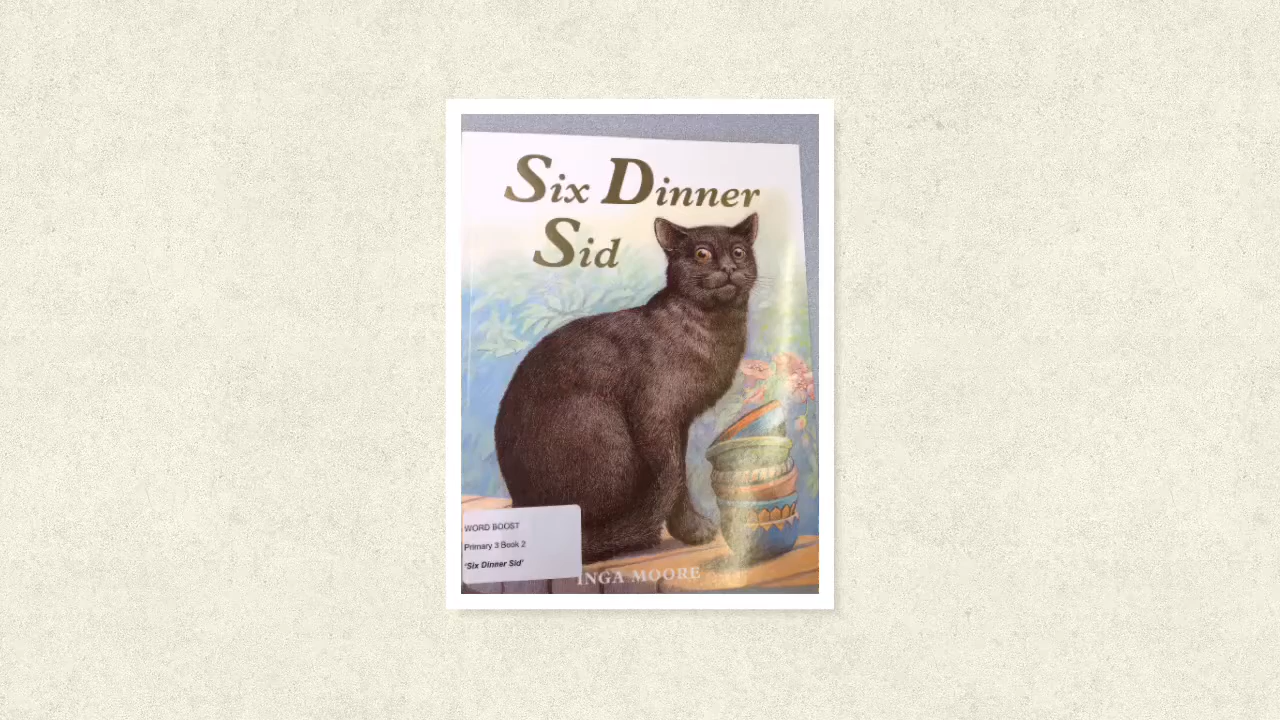 Six Dinner
Sid
WORD BOOST
Primary 3 Book 2
'Six Dinner Sid'
INGA MOORE